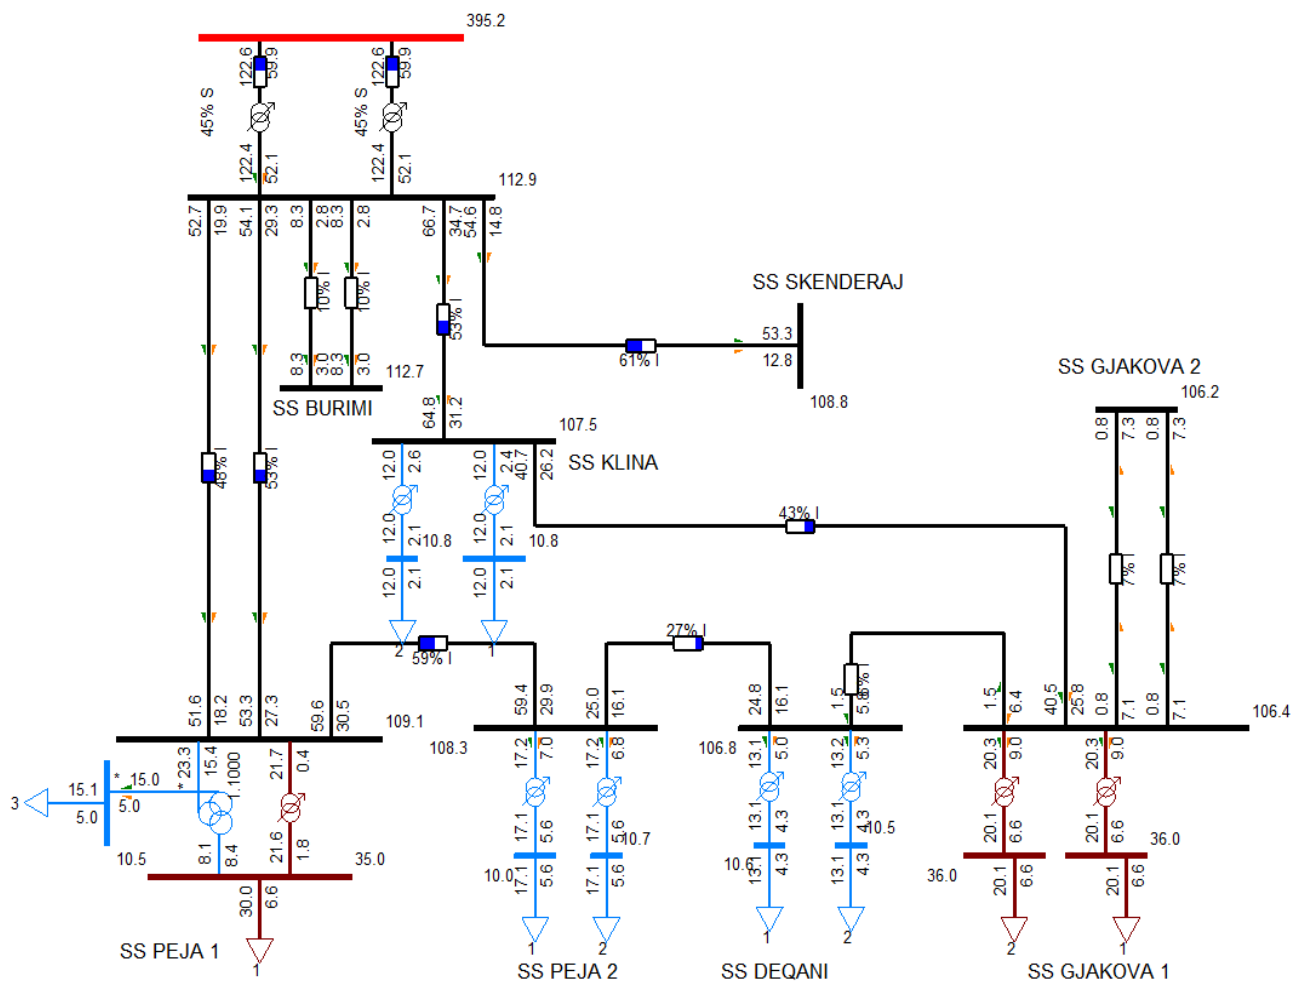 395.2
122.6 59.9 122.6 59.9
45% S 45% S
122.4 52.1 122.4 52.1
112.9
52.7 19.9 54.1 29.3 8.3 2.8 8.3 2.8 66.7 34.7 54.6 14.8
10% I 10% I 53% I
SS SKENDERAJ
53.3
61% I 12.8
108.8
8.3 3.0 8.3 3.0 112.7
SS BURIMI
SS GJAKOVA 2
106.2
0.8 7.3 0.8 7.3
64.8 31.2 107.5
SS KLINA
12.0 2.6 12.0 2.4 40.7 26.2
48% I 53% I
43% I
12.0 2.1 10.8 12.0 2.1 10.8
12.0 2.1 12.0 2.1
7% I 7% I
2 1
59% I 27% I
51.6 18.2 53.3 27.3 59.6 30.5 109.1
59.4 29.9 25.0 16.1 108.3
24.8 16.1 1.5 106.8
1.5 6.4 40.5 25.8 0.8 7.1 0.8 7.1 106.4
* 23.3 15.4 1.1000 21.7 0.4
17.2 7.0 17.2 6.8
13.1 5.0 13.2 5.3
20.3 9.0 20.3 9.0
3 15.1 5.0 * 15.0 5.0
10.5
8.1 8.4 21.6 1.8 35.0
17.1 5.6 17.1 5.6 10.7
13.1 4.3 13.1 4.3 10.5
20.1 6.6 20.1 6.6 36.0
10.0 17.1 5.6 17.1 5.6
10.6 13.1 4.3 13.1 4.3
36.0 20.1 6.6 20.1 6.6
30.0 6.6
1 1 2 1 2 2 1
SS PEJA 1 SS PEJA 2 SS DEQANI SS GJAKOVA 1